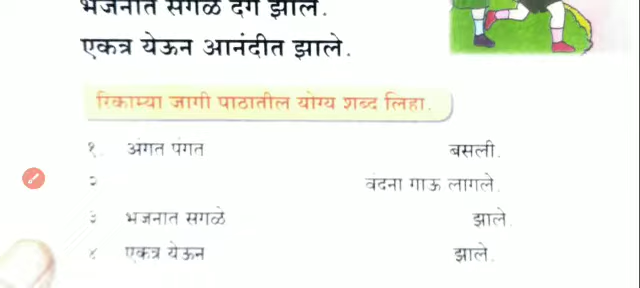 भजनात सगळे दंग झाले.
एकत्र येऊन आनंदीत झाले.
रिकाम्या जागी पाठातील योग्य शब्द लिहा.
१. अंगत पंगत बसली.
२ वंदना गाऊ लागले.
३ भजनात सगळे झाले.
४ एकत्र येऊन झाले.